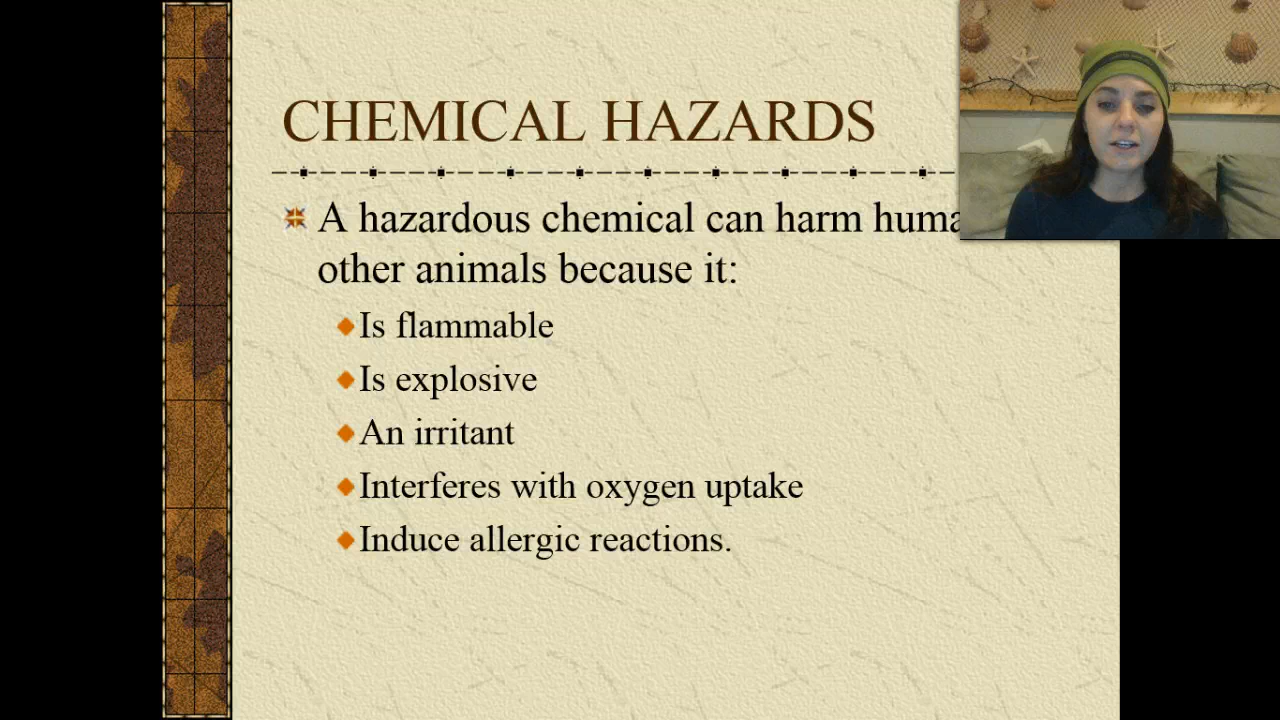 CHEMICAL HAZARDS
A hazardous chemical can harm
other animals because it:
Is flammable
Is explosive
An irritant
Interferes with oxygen uptake
Induce allergic reactions.